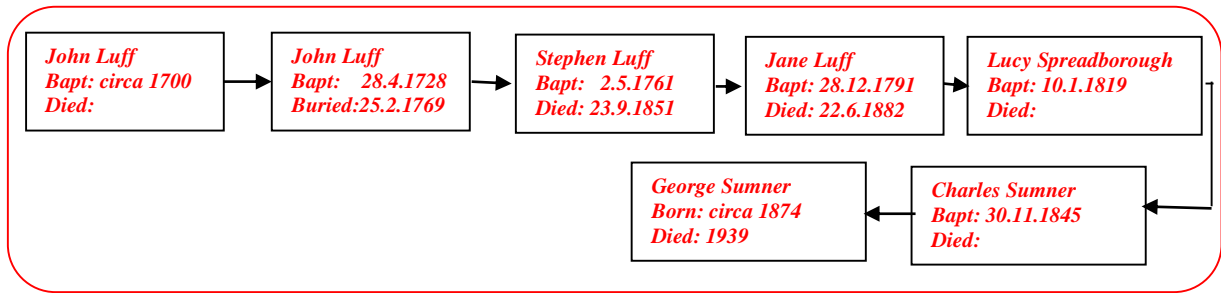 John Luff
Bapt: circa 1700
Died:
John Luff
Bapt: 28.4.1728
Buried:25.2.1769
Stephen Luff
Bapt: 2.5.1761
Died: 23.9.1851
Jane Luff
Bapt: 28.12.1791
Died: 22.6.1882
Lucy Spreadborough
Bapt: 10.1.1819
Died:
Charles Sumner
Bapt: 30.11.1845
Died:
George Sumner
Born: circa 1874
Died: 1939